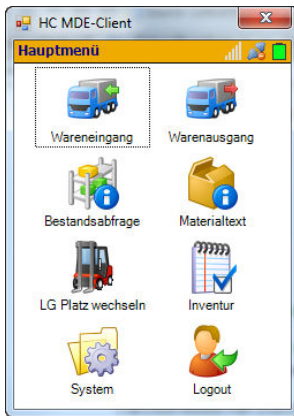 HC MDE-Client
Hauptmenü
Wareneingang Warenausgang
Bestandsabfrage Materialtext
LG Platz wechseln Inventur
System Logout